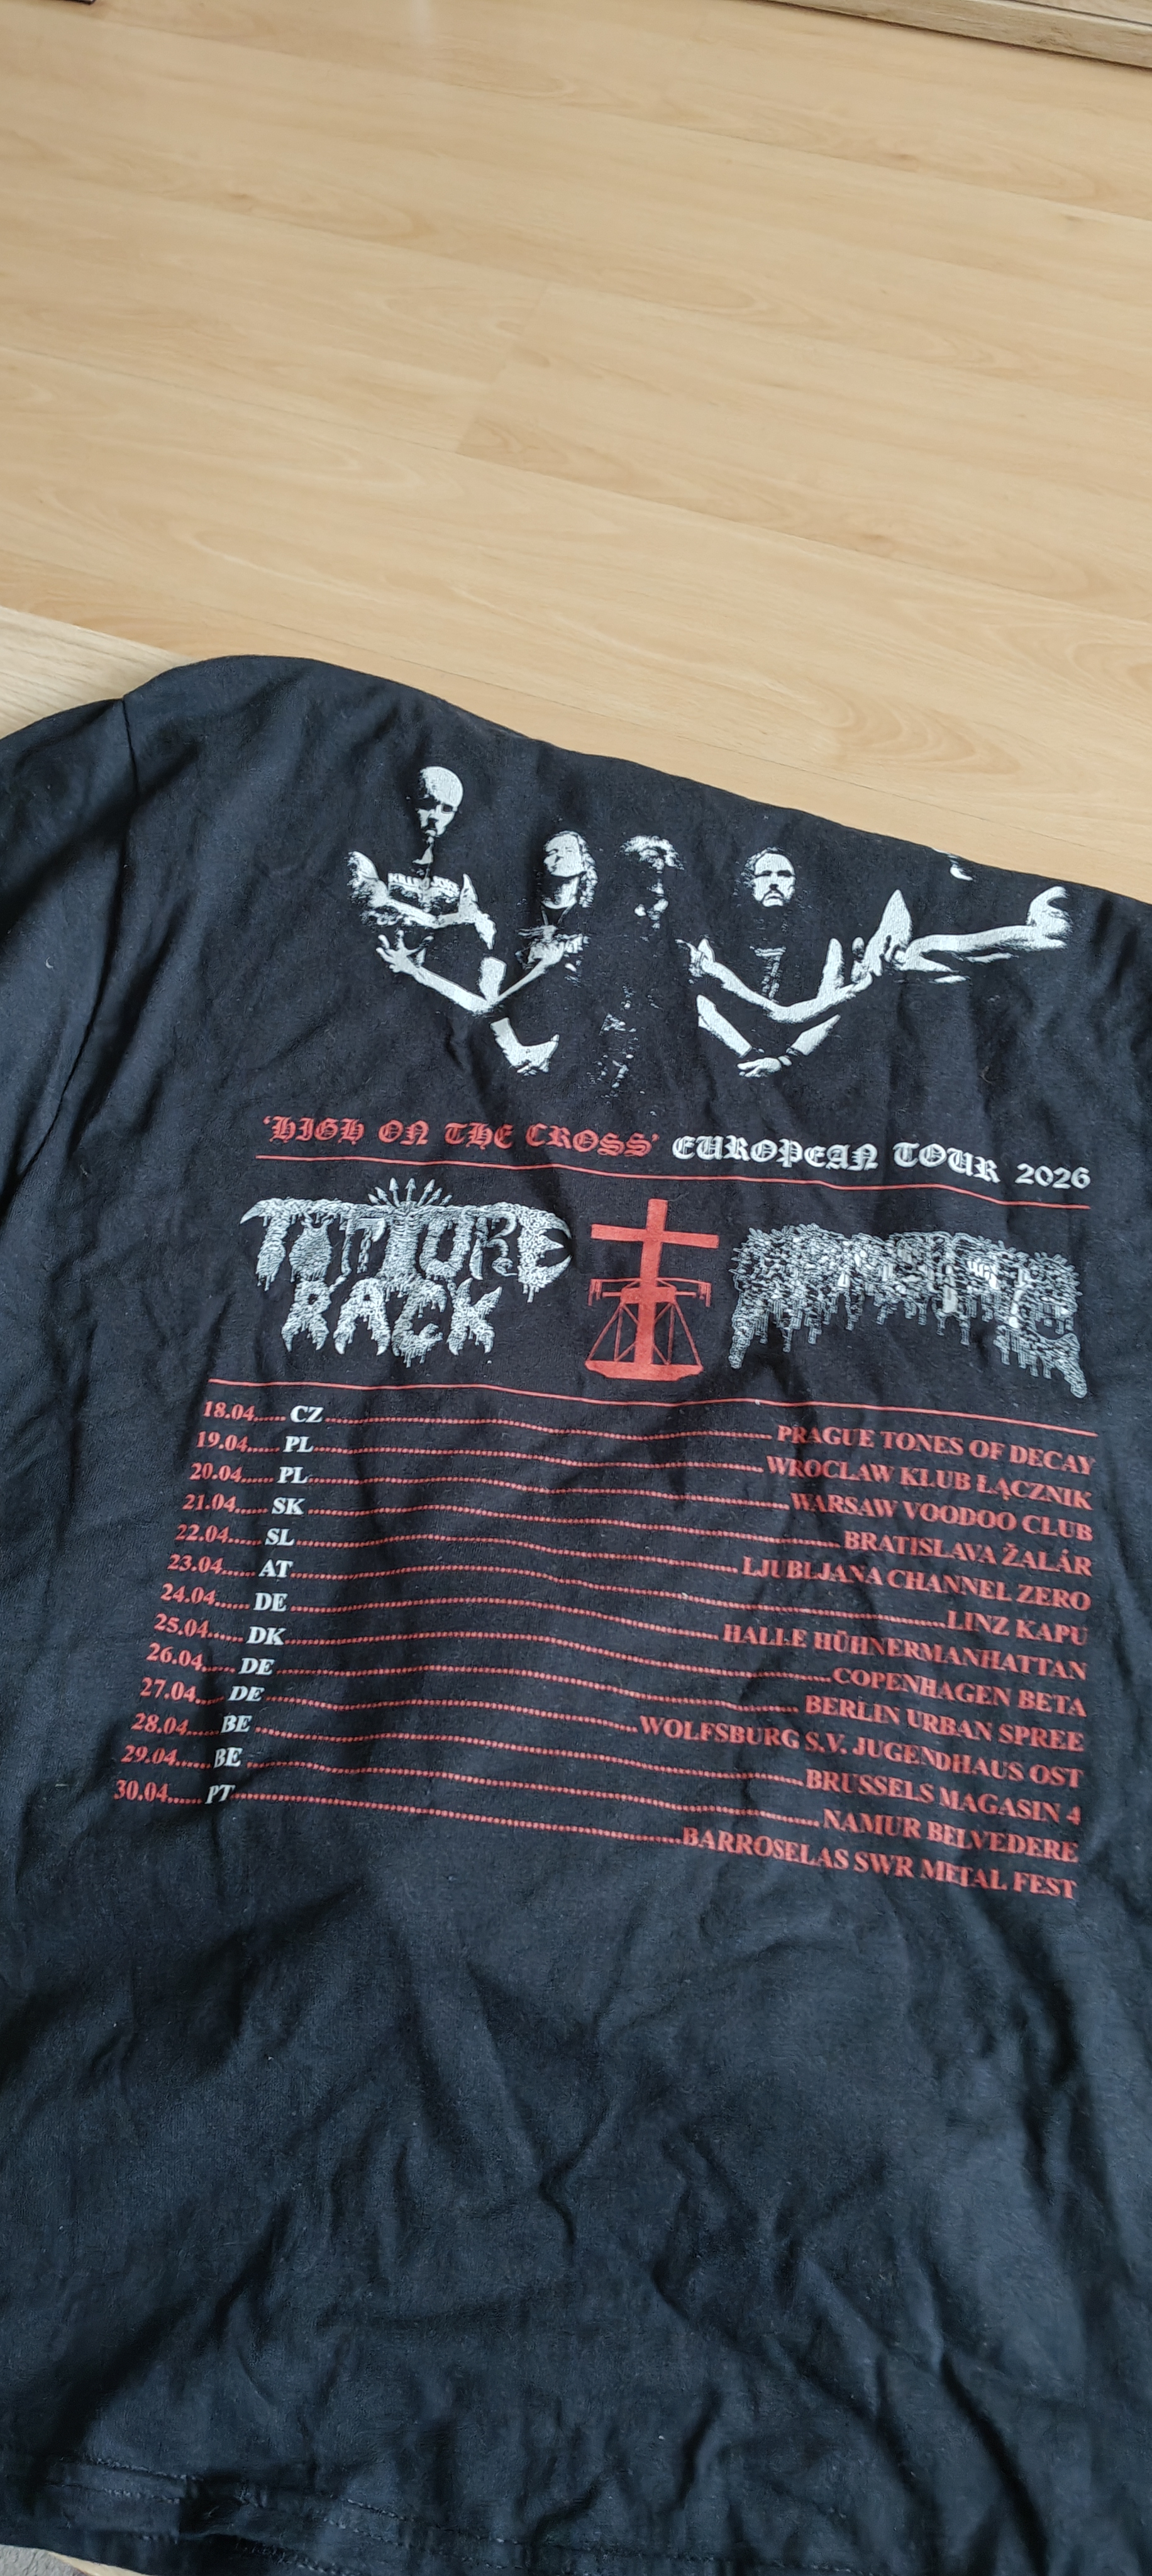 'HIGH ON THE CROSS' EUROPEAN TOUR 2026
TORTURE RACK
18.04...... CZ PRAGUE TONES OF DECAY
19.04...... PL WROCLAW KLUB ŁĄCZNIK
20.04...... PL WARSAW VOODOO CLUB
21.04...... SK BRATISLAVA ŽALÁR
22.04...... SL LJUBLJANA CHANNEL ZERO
23.04...... AT LINZ KAPU
24.04...... DE HALLE HÜHNERMANHATTAN
25.04...... DK COPENHAGEN BETA
26.04...... DE BERLIN URBAN SPREE
27.04...... DE WOLFSBURG S.V. JUGENDHAUS OST
28.04...... BE BRUSSELS MAGASIN 4
29.04...... BE NAMUR BELVEDERE
30.04...... PT BARROSELAS SWR METAL FEST